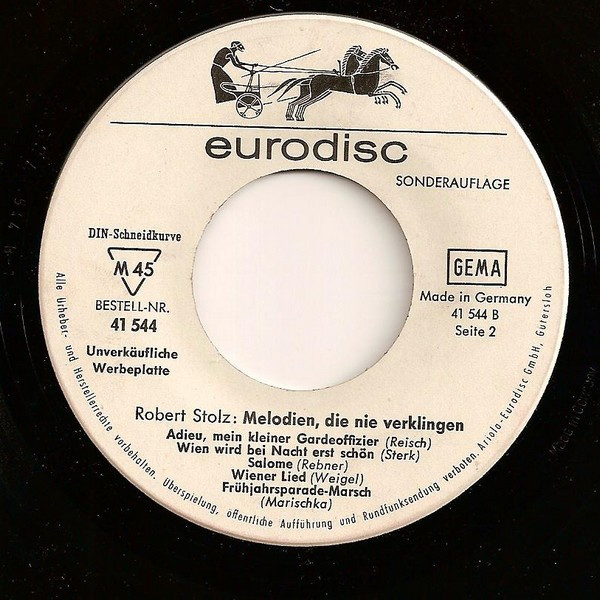 eurodisc
SONDERAUFLAGE
DIN-Schneidkurve
M 45
BESTELL-NR.
41 544
Unverkäufliche
Werbeplatte
GEMA
Made in Germany
41 544 B
Seite 2
Robert Stolz: Melodien, die nie verklingen
Adieu, mein kleiner Gardeoffizier (Reisch)
Wien wird bei Nacht erst schön (Sterk)
Salome (Rebner)
Wiener Lied (Weigel)
Frühjahrsparade-Marsch
(Marischka)
Alle Urheber- und Herstellerrechte vorbehalten. Überspielung, öffentliche Aufführung und Rundfunksendung verboten. Ariola-Eurodisc GmbH, Gütersloh